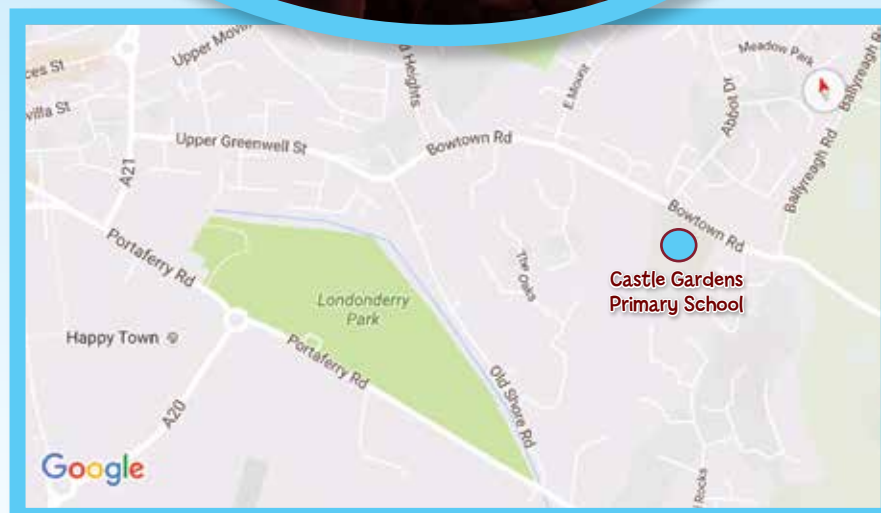 Upper Movill
ces St
villa St
d Heights
E Mount
Meadow Park
Abbot Dr
Ballyreagh Rd
A21
Upper Greenwell St
Bowtown Rd
Ballyreagh Rd
Bowtown Rd
Portaferry Rd
The Oaks
Castle Gardens
Primary School
Londonderry
Park
Happy Town
Portaferry Rd
Old Shore Rd
A20
Google
Rocks